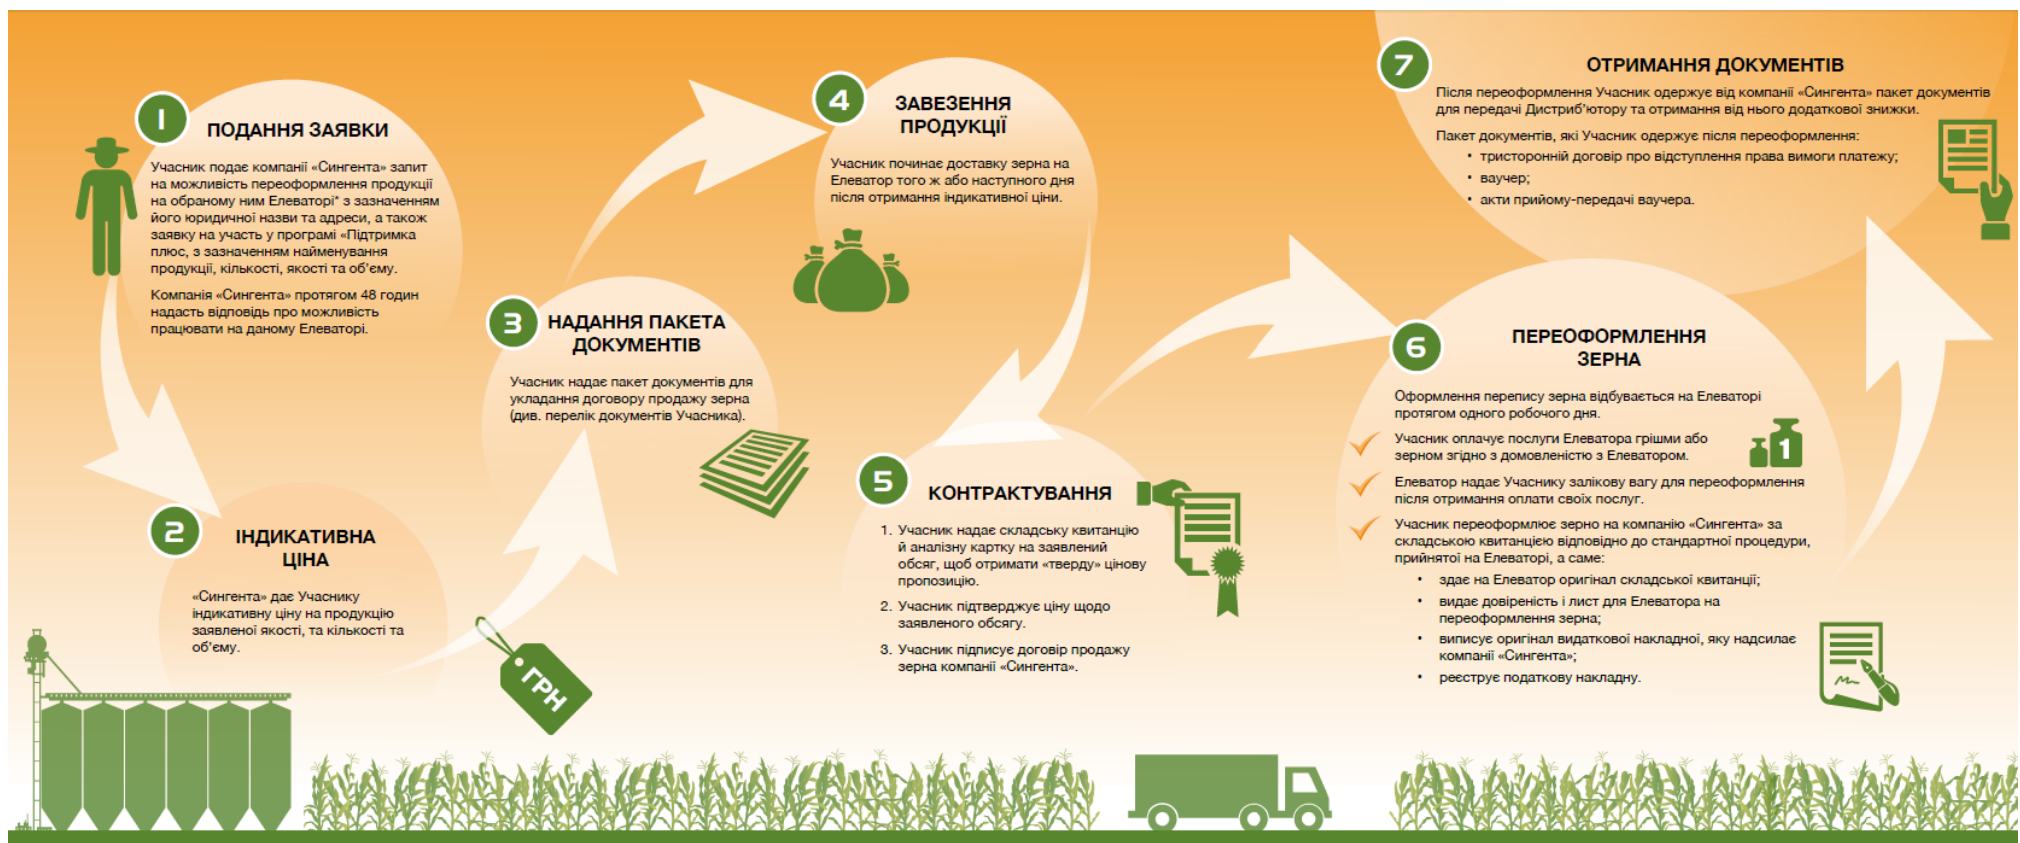 1
ПОДАННЯ ЗАЯВКИ
Учасник подає компанії «Сингента» запит
на можливість переоформлення продукції
на обраному ним Елеваторі* з зазначенням
його юридичної назви та адреси, а також
заявку на участь у програмі «Підтримка
плюс, з зазначенням найменування
продукції, кількості, якості та об’єму.
Компанія «Сингента» протягом 48 годин
надасть відповідь про можливість
працювати на даному Елеваторі.
2
ІНДИКАТИВНА
ЦІНА
«Сингента» дає Учаснику
індикативну ціну на продукцію
заявленої якості, та кількості та
об’єму.
ГРН
3
НАДАННЯ ПАКЕТА
ДОКУМЕНТІВ
Учасник надає пакет документів для
укладання договору продажу зерна
(див. перелік документів Учасника).
4
ЗАВЕЗЕННЯ
ПРОДУКЦІЇ
Учасник починає доставку зерна на
Елеватор того ж або наступного дня
після отримання індикативної ціни.
5
КОНТРАКТУВАННЯ
1. Учасник надає складську квитанцію
й аналізну картку на заявлений
обсяг, щоб отримати «тверду» цінову
пропозицію.
2. Учасник підтверджує ціну щодо
заявленого обсягу.
3. Учасник підписує договір продажу
зерна компанії «Сингента».
6
ПЕРЕОФОРМЛЕННЯ
ЗЕРНА
Оформлення перепису зерна відбувається на Елеваторі
протягом одного робочого дня.
Учасник оплачує послуги Елеватора грішми або
зерном згідно з домовленістю з Елеватором.
1
Елеватор надає Учаснику залікову вагу для переоформлення
після отримання оплати своїх послуг.
Учасник переоформлює зерно на компанію «Сингента» за
складською квитанцією відповідно до стандартної процедури,
прийнятої на Елеваторі, а саме:
• здає на Елеватор оригінал складської квитанції;
• видає довіреність і лист для Елеватора на
переоформлення зерна;
• виписує оригінал видаткової накладної, яку надсилає
компанії «Сингента»;
• реєструє податкову накладну.
7
ОТРИМАННЯ ДОКУМЕНТІВ
Після переоформлення Учасник одержує від компанії «Сингента» пакет документів
для передачі Дистриб’ютору та отримання від нього додаткової знижки.
Пакет документів, які Учасник одержує після переоформлення:
• тристоронній договір про відступлення права вимоги платежу;
• ваучер;
• акти прийому-передачі ваучера.